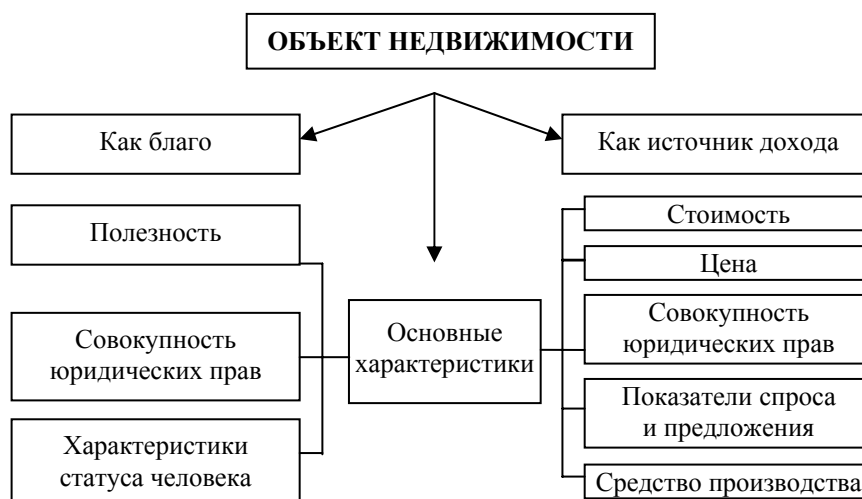 ОБЪЕКТ НЕДВИЖИМОСТИ
Как благо
Как источник дохода
Полезность
Совокупность
юридических прав
Характеристики
статуса человека
Основные
характеристики
Стоимость
Цена
Совокупность
юридических прав
Показатели спроса
и предложения
Средство производства